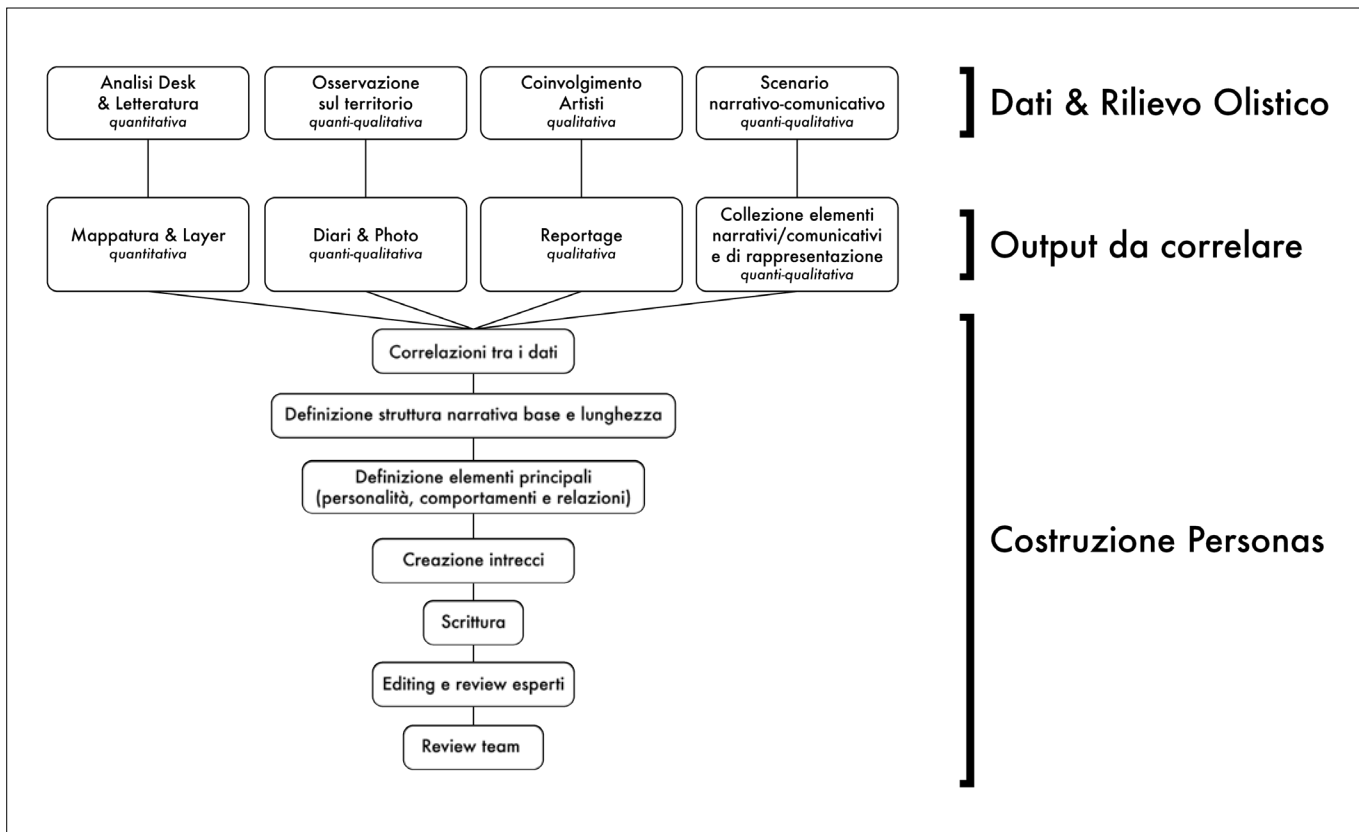 Analisi Desk
& Letteratura
quantitativa
Osservazione
sul territorio
quanti-qualitativa
Coinvolgimento
Artisti
qualitativa
Scenario
narrativo-comunicativo
quanti-qualitativa
Dati & Rilievo Olistico
Mappatura & Layer
quantitativa
Diari & Photo
quanti-qualitativa
Reportage
qualitativa
Collezione elementi
narrativi/comunicativi
e di rappresentazione
quanti-qualitativa
Output da correlare
Correlazioni tra i dati
Definizione struttura narrativa base e lunghezza
Definizione elementi principali
(personalità, comportamenti e relazioni)
Creazione intrecci
Scrittura
Editing e review esperti
Review team
Costruzione Personas